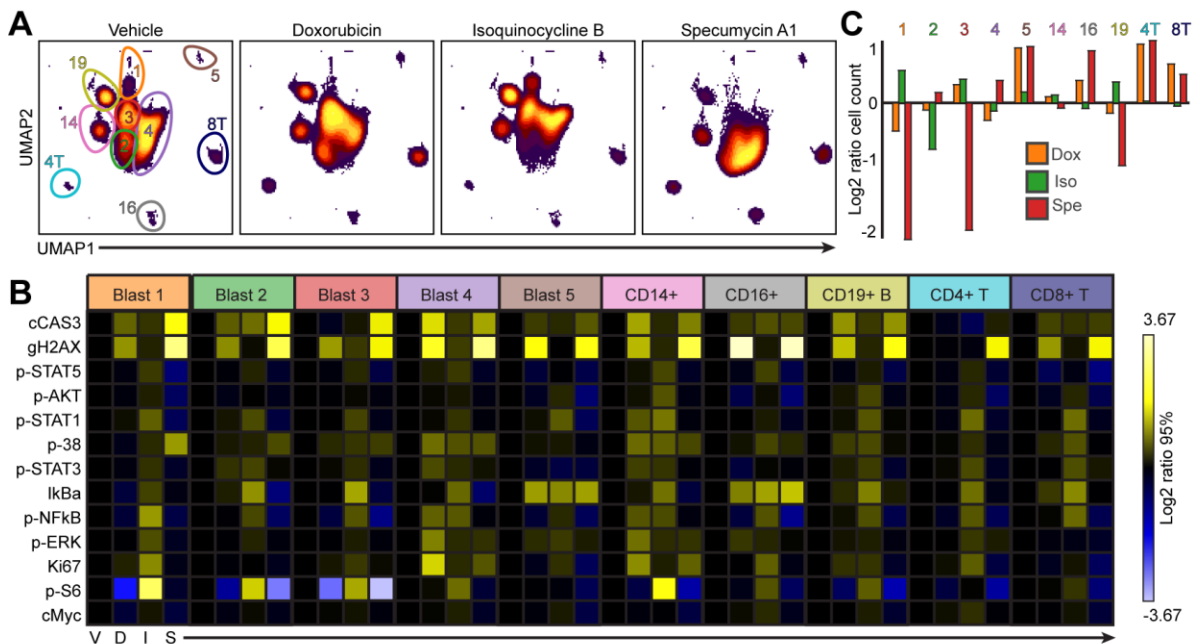 A
Vehicle
Doxorubicin
Isoquinocycline B
Specumycin A1
19
1
5
3
14
4
2
8T
4T
16
UMAP2
UMAP1
C
1 2 3 4 5 14 16 19 4T 8T
Log2 ratio cell count
1
0
-1
-2
Dox
Iso
Spe
B
Blast 1 Blast 2 Blast 3 Blast 4 Blast 5 CD14+ CD16+ CD19+ B CD4+ T CD8+ T
cCAS3
gH2AX
p-STAT5
p-AKT
p-STAT1
p-38
p-STAT3
IkBa
p-NFkB
p-ERK
Ki67
p-S6
cMyc
V D I S
3.67
Log2 ratio 95%
-3.67